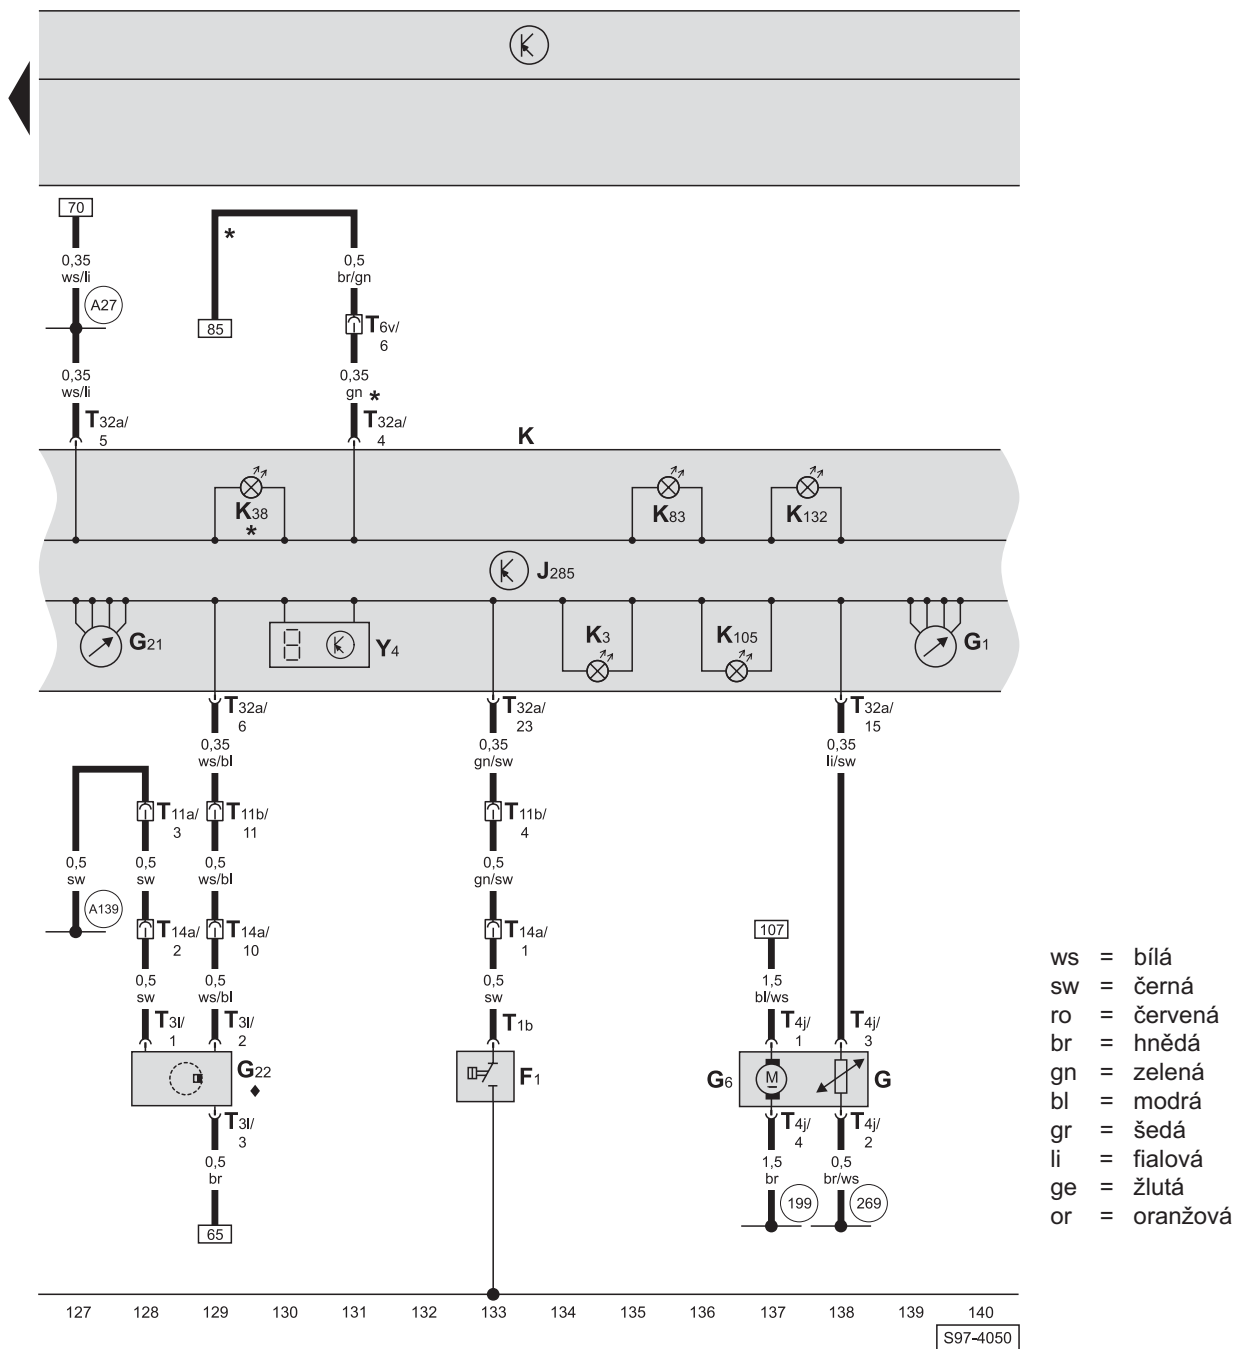 70
0,35
ws/li
A27
0,35
ws/li
T32a/
5
*
85
0,5
br/gn
T6v/
6
0,35
gn *
T32a/
4
K
K38
*
K83
K132
J285
G21
Y4
K3
K105
G1
T32a/
6
0,35
ws/bl
T32a/
23
0,35
gn/sw
T32a/
15
0,35
li/sw
T11a/
3
T11b/
11
T11b/
4
0,5
sw
0,5
sw
0,5
ws/bl
0,5
gn/sw
A139
T14a/
2
T14a/
10
T14a/
1
107
0,5
sw
0,5
ws/bl
0,5
sw
1,5
bl/ws
T3l/
1
T3l/
2
T1b
T4j/
1
T4j/
3
G22
♦
F1
G6
M
G
T3l/
3
T4j/
4
T4j/
2
0,5
br
1,5
br
0,5
br/ws
199
269
65
127 128 129 130 131 132 133 134 135 136 137 138 139 140
S97-4050
ws = bílá
sw = černá
ro = červená
br = hnědá
gn = zelená
bl = modrá
gr = šedá
li = fialová
ge = žlutá
or = oranžová